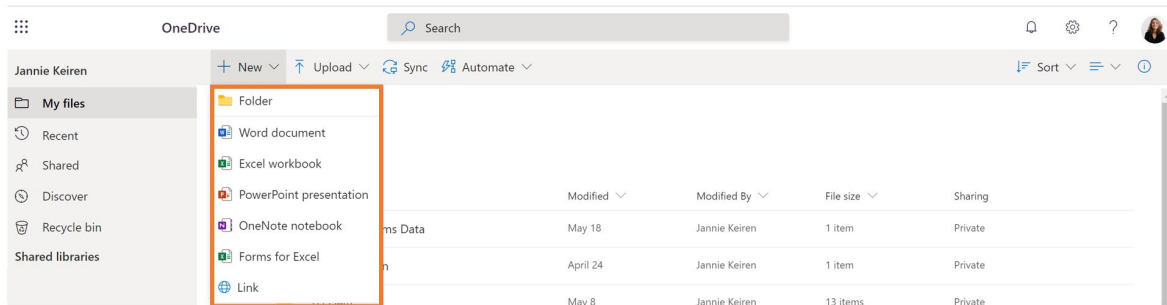 OneDrive
Search
?
Jannie Keiren
New
Upload
Sync
Automate
Sort
My files
Recent
Shared
Discover
Recycle bin
Shared libraries
Folder
Word document
Excel workbook
PowerPoint presentation
OneNote notebook
Forms for Excel
Link
Modified Modified By File size Sharing
ms Data May 18 Jannie Keiren 1 item Private
n April 24 Jannie Keiren 1 item Private
May 8 Jannie Keiren 13 items Private